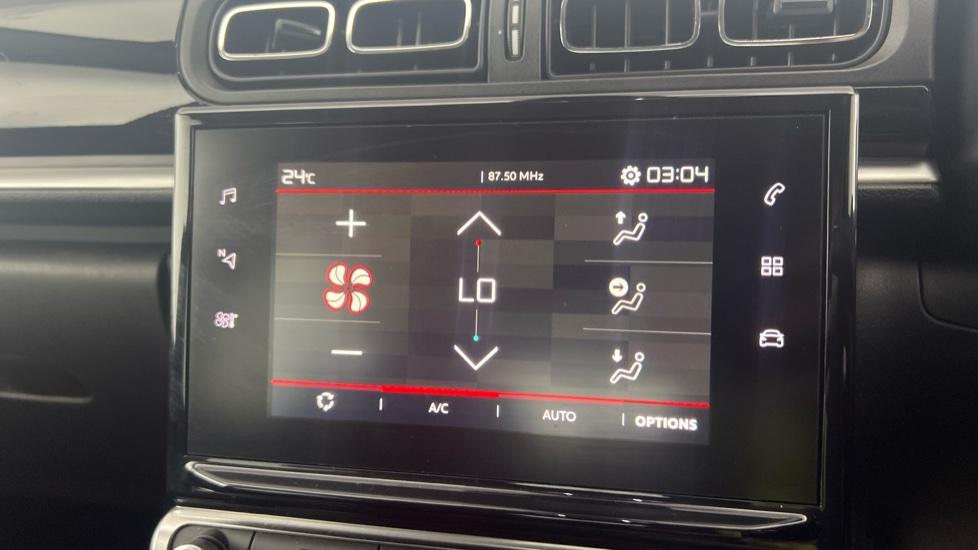 24°C | 87.50 MHz 03:04
N
LO
A/C | AUTO | OPTIONS